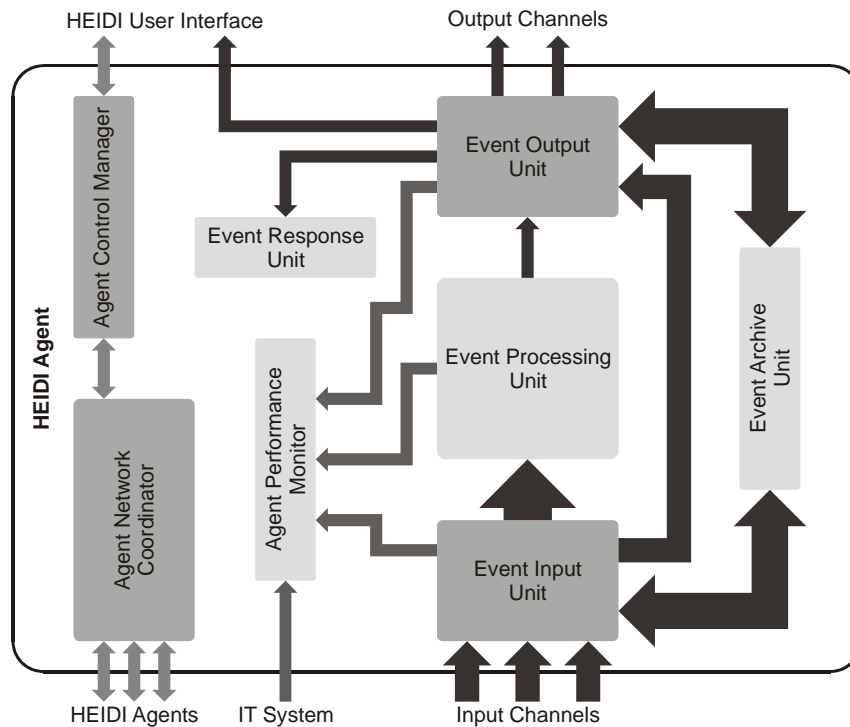 HEIDI User Interface
Output Channels
Agent Control Manager
Event Output
Unit
Event Response
Unit
HEIDI Agent
Event Processing
Unit
Event Archive
Unit
Agent Performance
Monitor
Agent Network
Coordinator
Event Input
Unit
HEIDI Agents
IT System
Input Channels